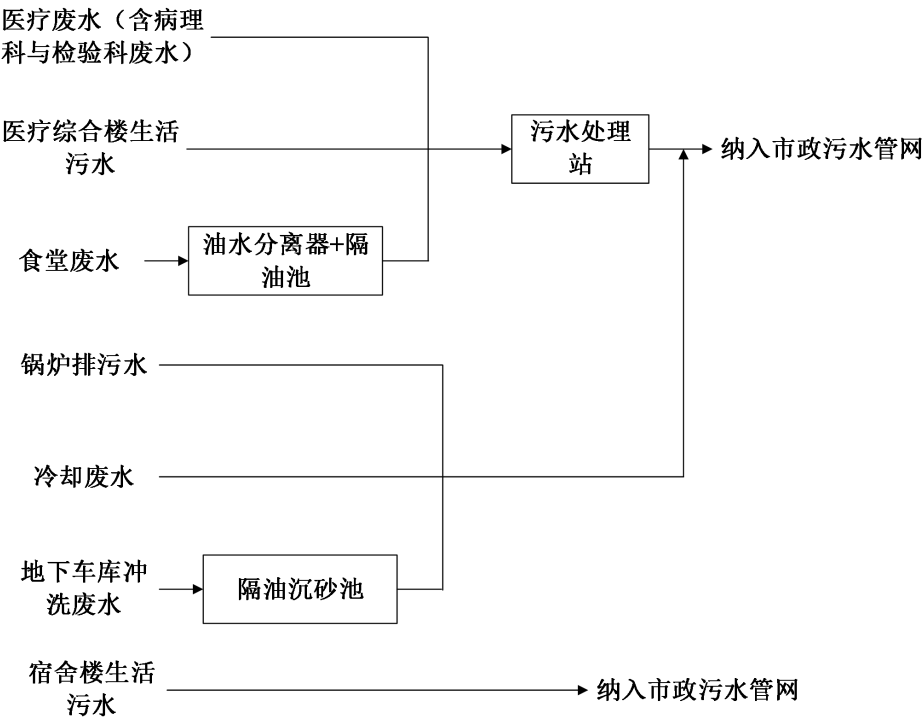 医疗废水（含病理
科与检验科废水）
医疗综合楼生活
污水
污水处理
站
纳入市政污水管网
食堂废水
油水分离器+隔
油池
锅炉排污水
冷却废水
地下车库冲
洗废水
隔油沉砂池
宿舍楼生活
污水
纳入市政污水管网